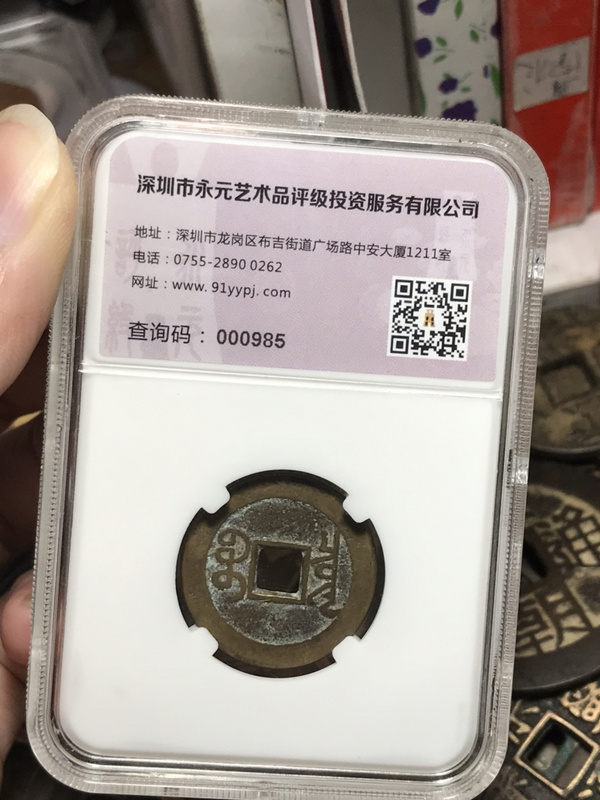 深圳市永元艺术品评级投资服务有限公司
地址：深圳市龙岗区布吉街道广场路中安大厦1211室
电话：0755-2890 0262
网址：www.91yypj.com
查询码：000985